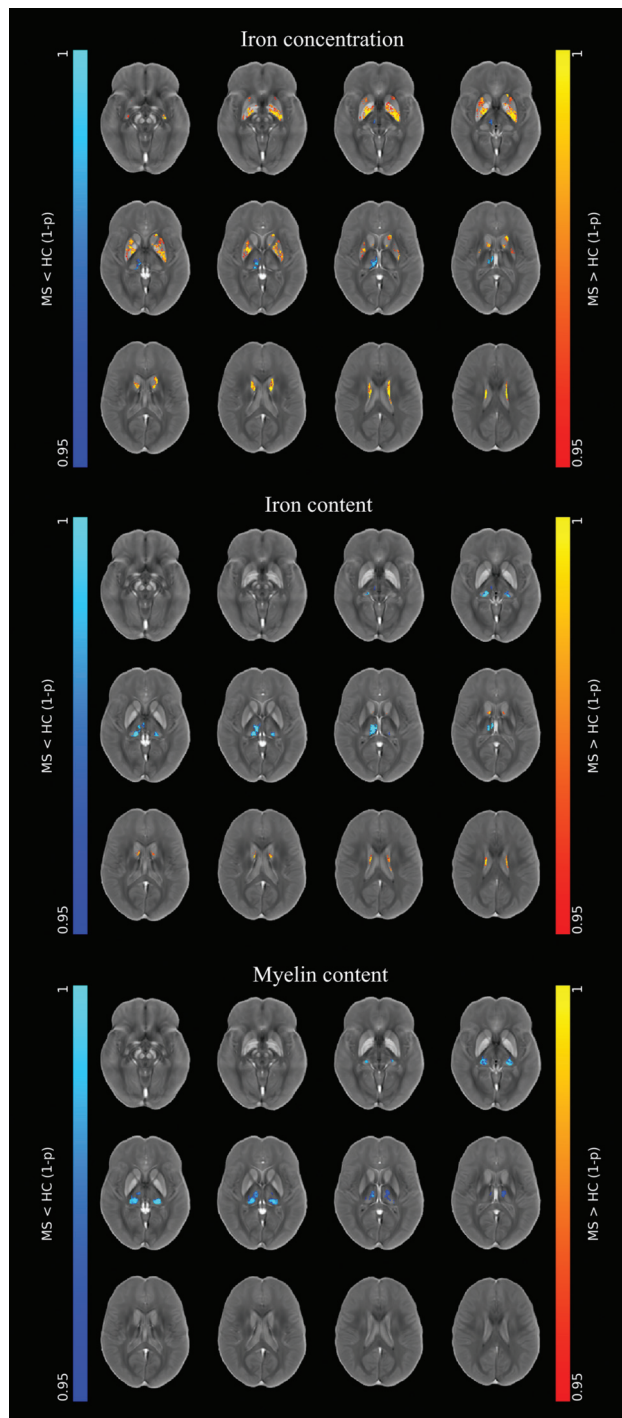 Iron concentration
1
1
MS < HC (1-p)
MS > HC (1-p)
0.95
0.95
Iron content
1
1
MS < HC (1-p)
MS > HC (1-p)
0.95
0.95
Myelin content
1
1
MS < HC (1-p)
MS > HC (1-p)
0.95
0.95